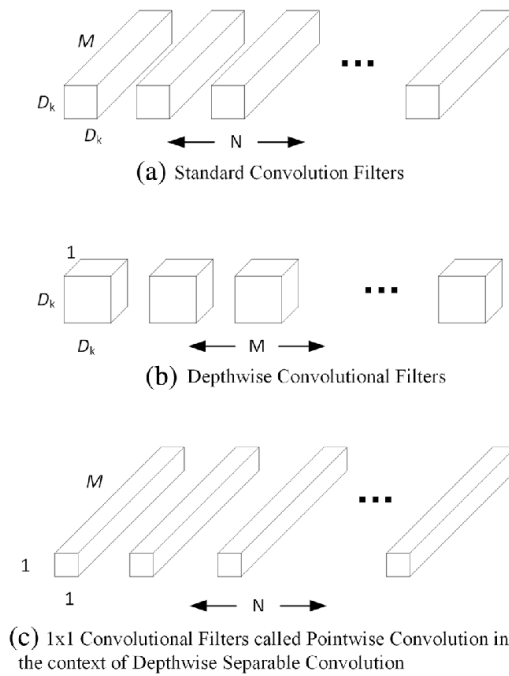 M
Dk
Dk
N
(a) Standard Convolution Filters
1
Dk
Dk
M
(b) Depthwise Convolutional Filters
M
1
1
N
(c) 1x1 Convolutional Filters called Pointwise Convolution in
the context of Depthwise Separable Convolution